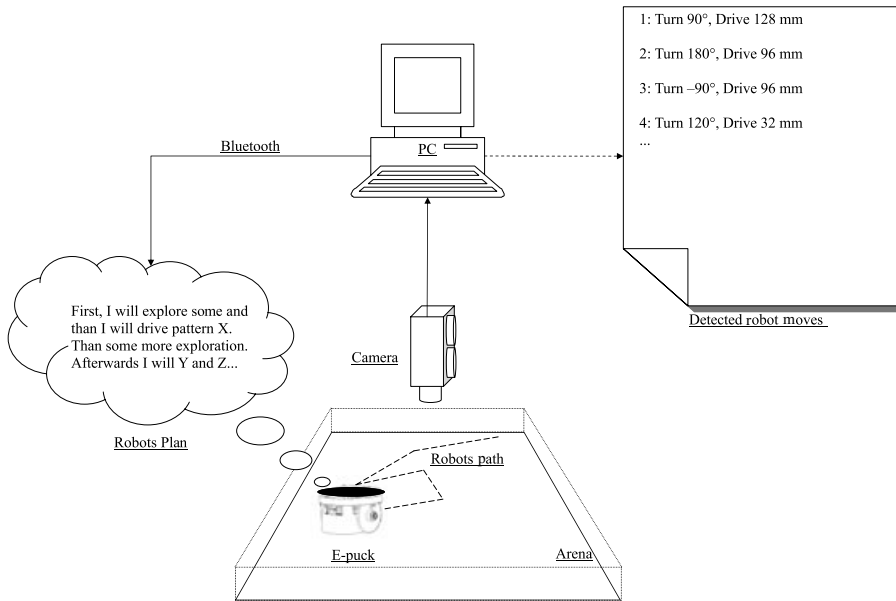 1: Turn 90°, Drive 128 mm
2: Turn 180°, Drive 96 mm
3: Turn –90°, Drive 96 mm
4: Turn 120°, Drive 32 mm
...
Bluetooth
PC
First, I will explore some and
than I will drive pattern X.
Than some more exploration.
Afterwards I will Y and Z...
Detected robot moves
Camera
Robots Plan
Robots path
E-puck
Arena